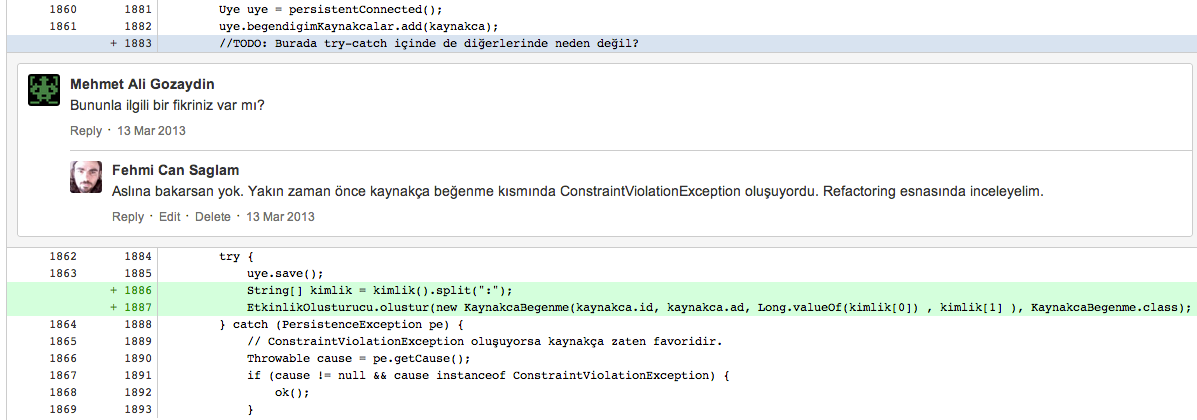 1860 1881 Uye uye = persistentConnected();
1861 1882 uye.begendigimKaynakcalar.add(kaynakca);
+ 1883 //TODO: Burada try-catch içinde de diğerlerinde neden değil?
Mehmet Ali Gozaydin
Bununla ilgili bir fikriniz var mı?
Reply · 13 Mar 2013
Fehmi Can Saglam
Aslına bakarsan yok. Yakın zaman önce kaynakça beğenme kısmında ConstraintViolationException oluşuyordu. Refactoring esnasında inceleyelim.
Reply · Edit · Delete · 13 Mar 2013
1862 1884 try {
1863 1885 uye.save();
+ 1886 String[] kimlik = kimlik().split(":");
+ 1887 EtkinlikOlusturucu.olustur(new KaynakcaBegenme(kaynakca.id, kaynakca.ad, Long.valueOf(kimlik[0]) , kimlik[1] ), KaynakcaBegenme.class);
1864 1888 } catch (PersistenceException pe) {
1865 1889 // ConstraintViolationException oluşuyorsa kaynakça zaten favoridir.
1866 1890 Throwable cause = pe.getCause();
1867 1891 if (cause != null && cause instanceof ConstraintViolationException) {
1868 1892 ok();
1869 1893 }